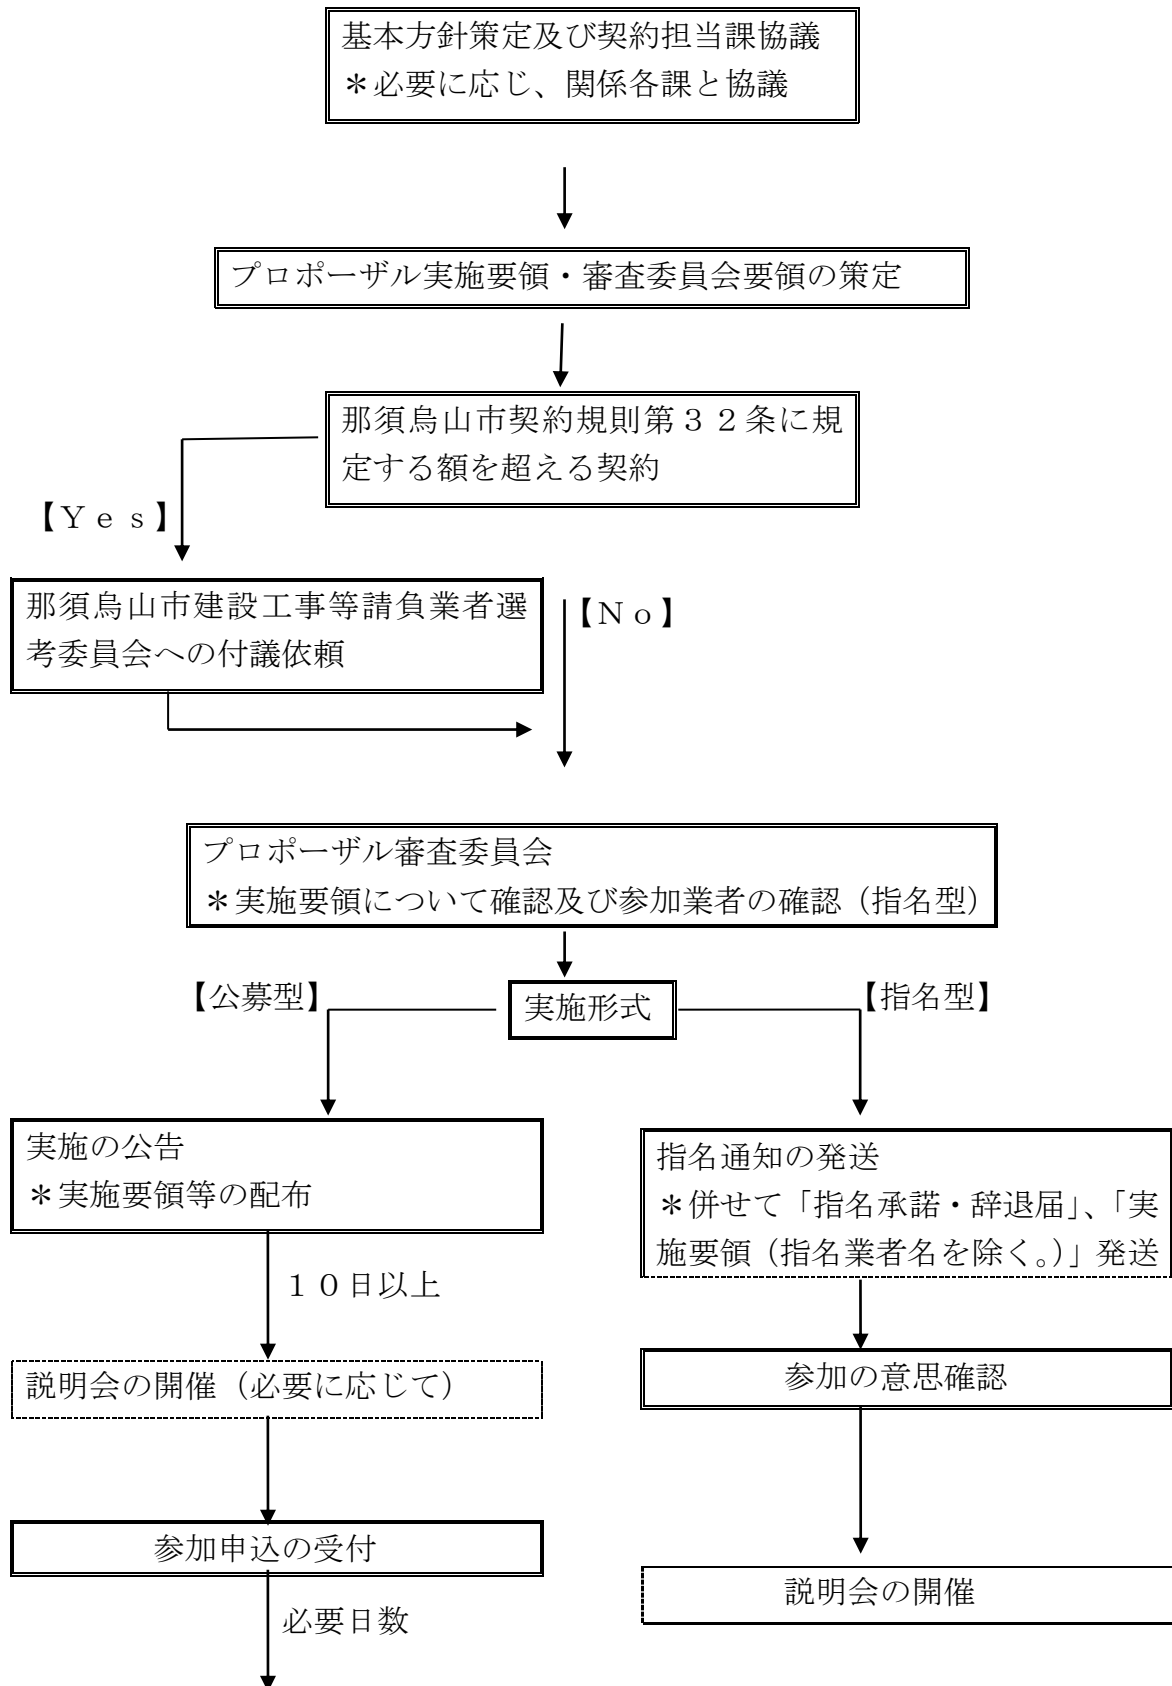 基本方針策定及び契約担当課協議
＊必要に応じ、関係各課と協議
プロポーザル実施要領・審査委員会要領の策定
那須烏山市契約規則第３２条に規
定する額を超える契約
【Ｙｅｓ】
那須烏山市建設工事等請負業者選
考委員会への付議依頼
【Ｎｏ】
プロポーザル審査委員会
＊実施要領について確認及び参加業者の確認（指名型）
【公募型】
実施形式
【指名型】
実施の公告
＊実施要領等の配布
１０日以上
説明会の開催（必要に応じて）
参加申込の受付
必要日数
指名通知の発送
＊併せて「指名承諾・辞退届」、「実
施要領（指名業者名を除く。）」発送
参加の意思確認
説明会の開催